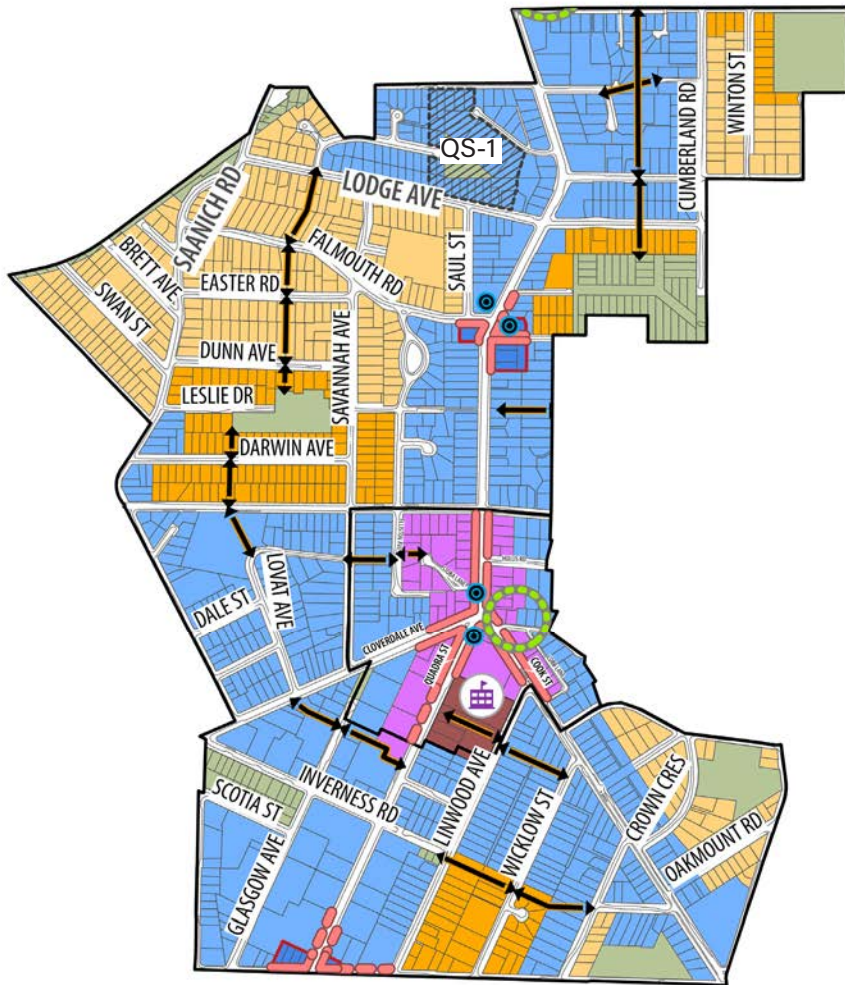 QS-1
WINTON ST
CUMBERLAND RD
LODGE AVE
SAANICH RD
SAUL ST
FALMOUTH RD
BRETT AVE
EASTER RD
SWAN ST
SAVANNAH AVE
DUNN AVE
LESLIE DR
DARWIN AVE
LOVAT AVE
DALE ST
CLOVERDALE AVE
QUADRA ST
COOK ST
LINWOOD AVE
INVERNESS RD
SCOTIA ST
WICKLOW ST
CROWN CRES
OAKMOUNT RD
GLASGOW AVE